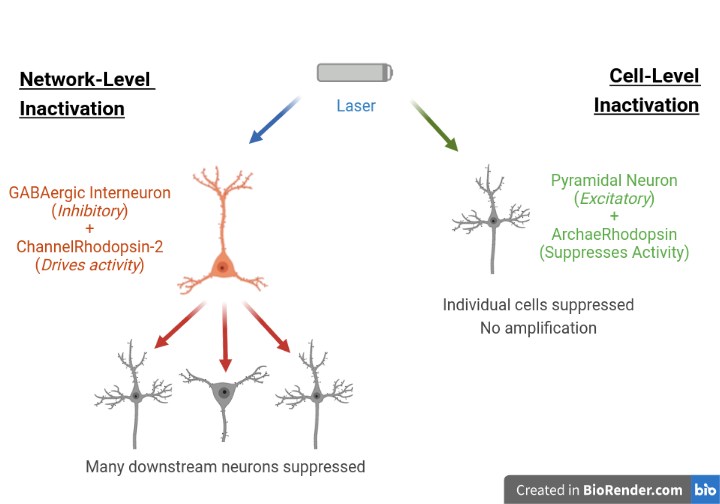 Network-Level
Inactivation
Laser
Cell-Level
Inactivation
GABAergic Interneuron
(Inhibitory)
+
ChannelRhodopsin-2
(Drives activity)
Pyramidal Neuron
(Excitatory)
+
ArchaeRhodopsin
(Suppresses Activity)
Individual cells suppressed
No amplification
Many downstream neurons suppressed
Created in BioRender.com bio